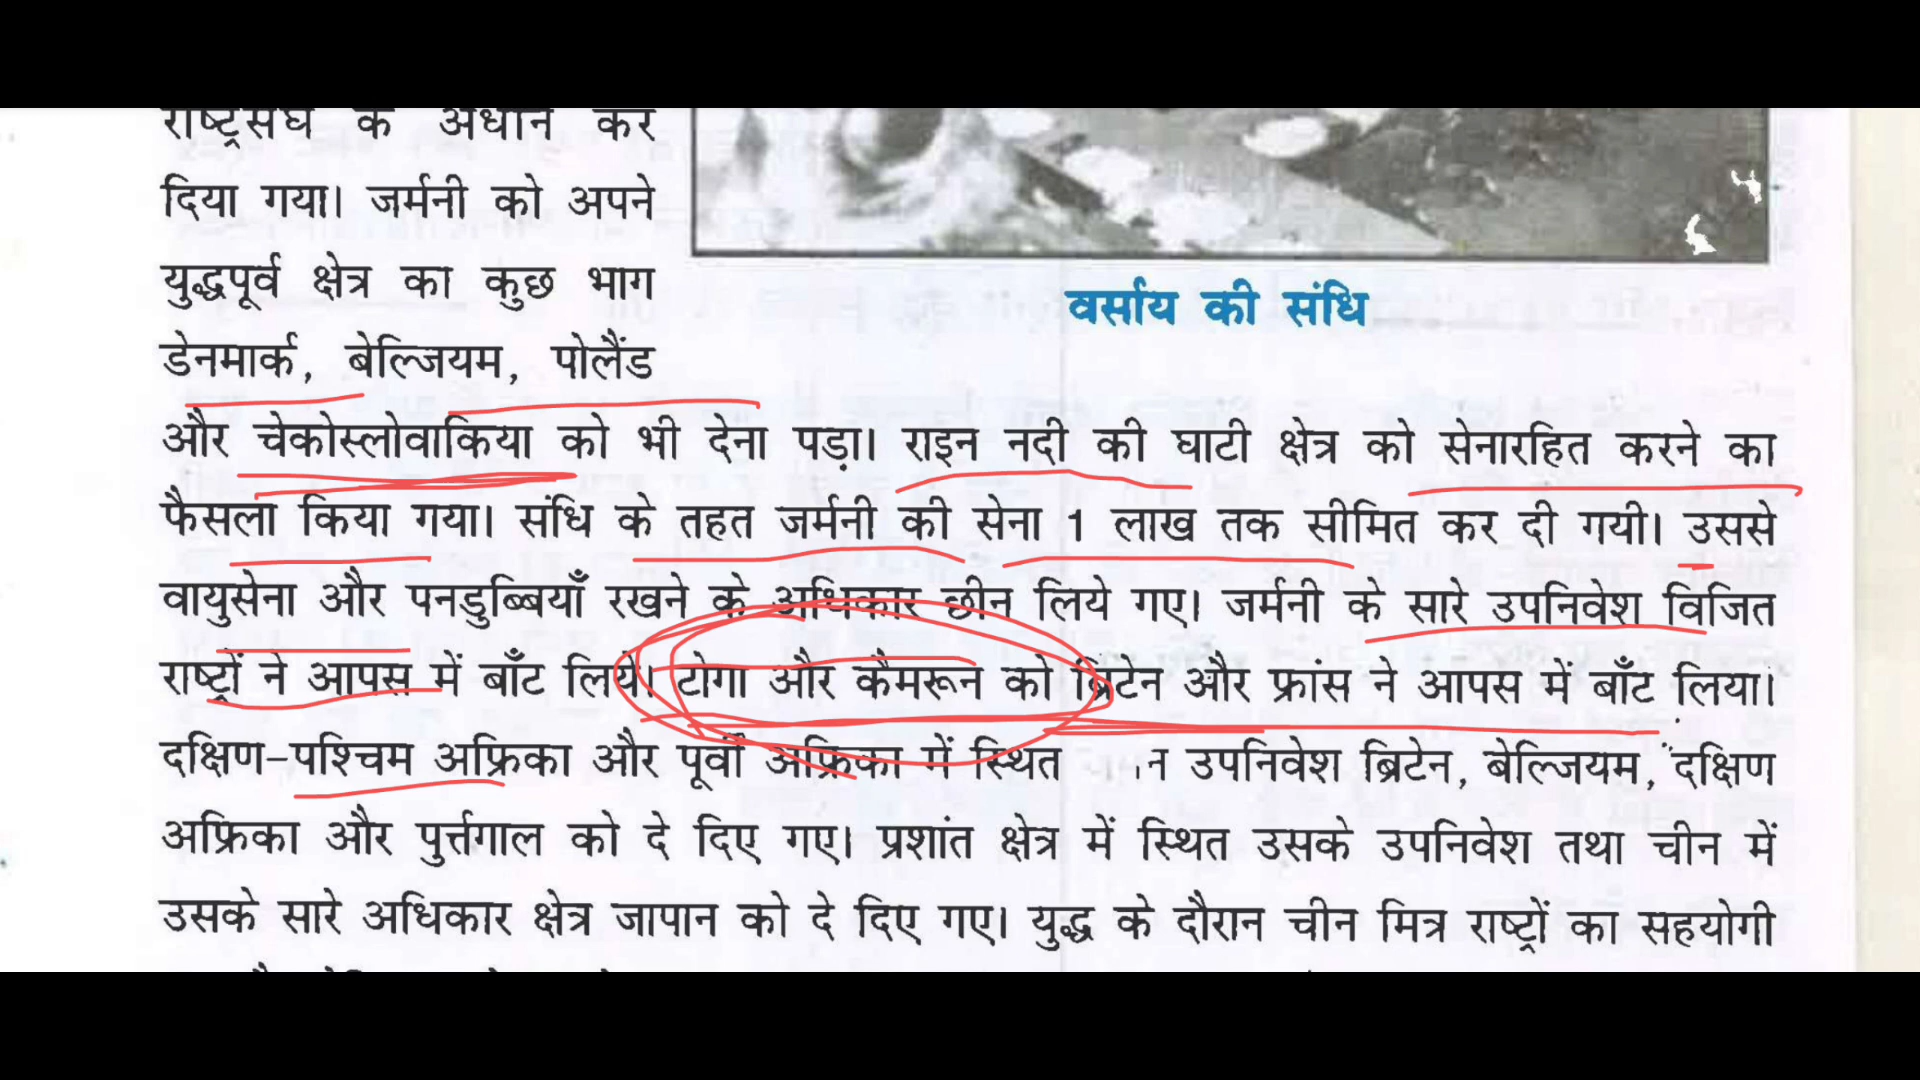 राष्ट्रसंघ के अधीन कर
दिया गया। जर्मनी को अपने
युद्धपूर्व क्षेत्र का कुछ भाग
वर्साय की संधि
डेनमार्क, बेल्जियम, पोलैंड
और चेकोस्लोवाकिया को भी देना पड़ा। राइन नदी की घाटी क्षेत्र को सेनारहित करने का
फैसला किया गया। संधि के तहत जर्मनी की सेना 1 लाख तक सीमित कर दी गयी। उससे
वायुसेना और पनडुब्बियाँ रखने के अधिकार छीन लिये गए। जर्मनी के सारे उपनिवेश विजित
राष्ट्रों ने आपस में बाँट लिये। टोगा और कैमरून को ब्रिटेन और फ्रांस ने आपस में बाँट लिया।
दक्षिण-पश्चिम अफ्रिका और पूर्वी अफ्रिका में स्थित उपनिवेश ब्रिटेन, बेल्जियम, दक्षिण
अफ्रिका और पुर्त्तगाल को दे दिए गए। प्रशांत क्षेत्र में स्थित उसके उपनिवेश तथा चीन में
उसके सारे अधिकार क्षेत्र जापान को दे दिए गए। युद्ध के दौरान चीन मित्र राष्ट्रों का सहयोगी